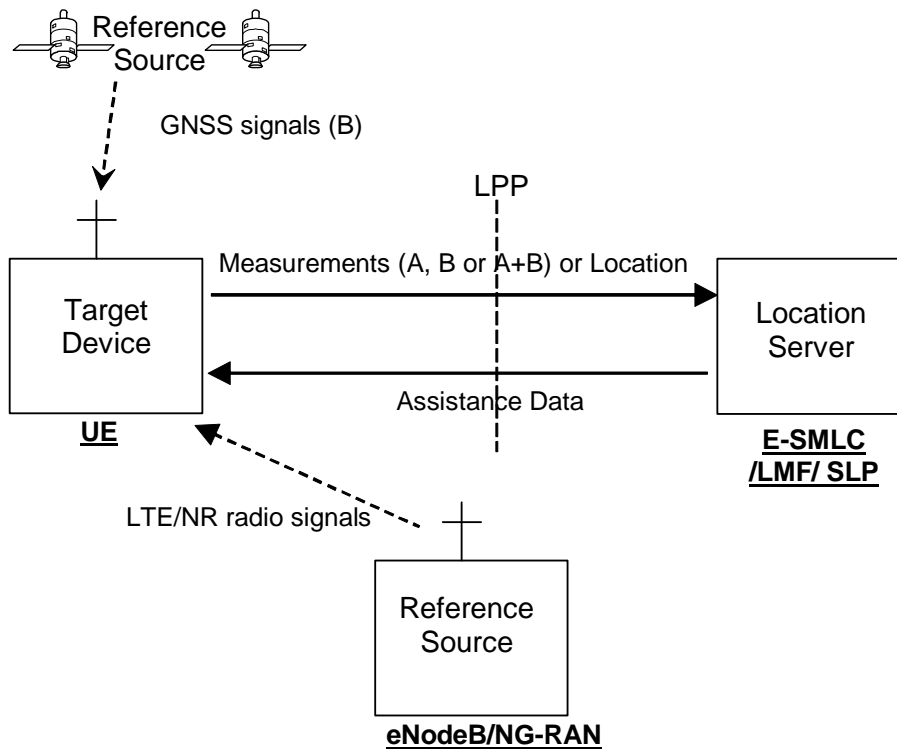 Reference
Source
GNSS signals (B)
LPP
Measurements (A, B or A+B) or Location
Target
Device
Location
Server
Assistance Data
UE
E-SMLC
/LMF/ SLP
LTE/NR radio signals
Reference
Source
eNodeB/NG-RAN